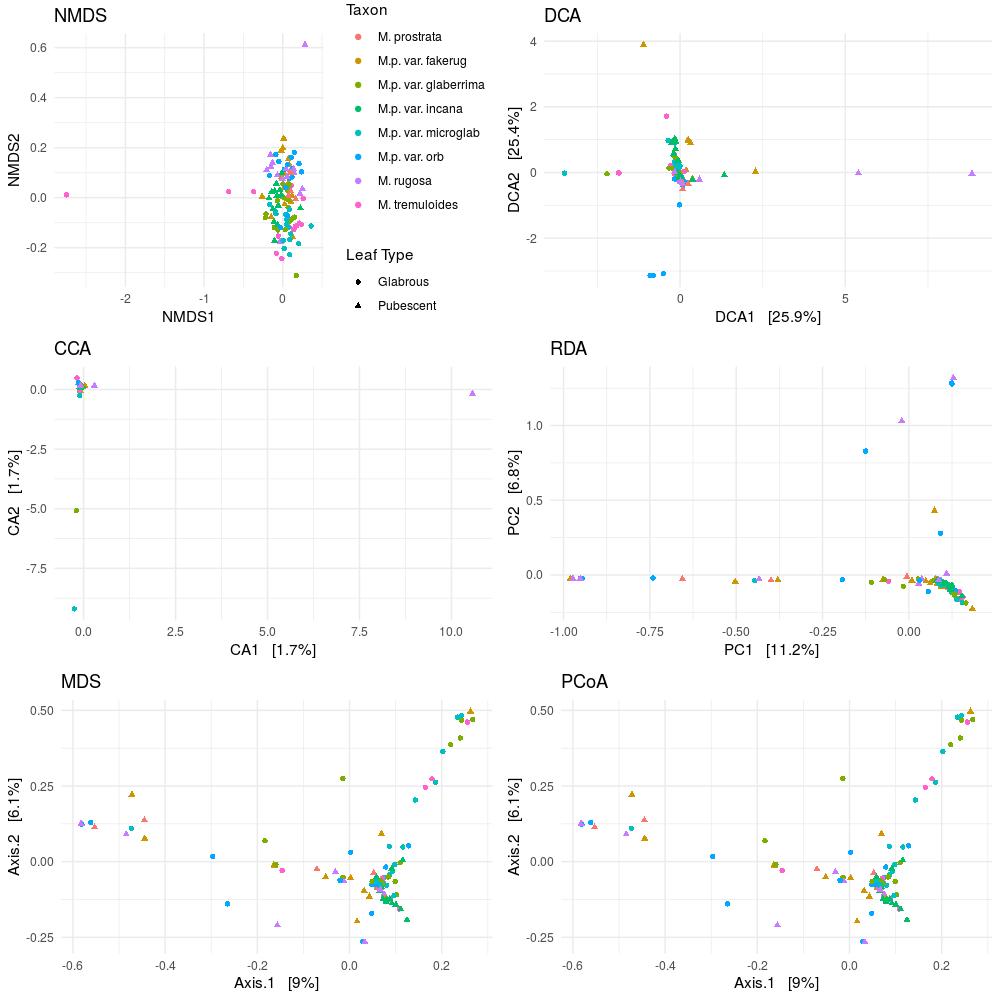 NMDS
NMDS2
0.6
0.4
0.2
0.0
-0.2
-2
-1
0
NMDS1
Taxon
M. prostrata
M.p. var. fakerug
M.p. var. glaberrima
M.p. var. incana
M.p. var. microglab
M.p. var. orb
M. rugosa
M. tremuloides
Leaf Type
Glabrous
Pubescent
DCA
DCA2 [25.4%]
4
2
0
-2
0
5
DCA1 [25.9%]
CCA
CA2 [1.7%]
0.0
-2.5
-5.0
-7.5
0.0
2.5
5.0
7.5
10.0
CA1 [1.7%]
RDA
PC2 [6.8%]
1.0
0.5
0.0
-1.00
-0.75
-0.50
-0.25
0.00
PC1 [11.2%]
MDS
Axis.2 [6.1%]
0.50
0.25
0.00
-0.25
-0.6
-0.4
-0.2
0.0
0.2
Axis.1 [9%]
PCoA
Axis.2 [6.1%]
0.50
0.25
0.00
-0.25
-0.6
-0.4
-0.2
0.0
0.2
Axis.1 [9%]